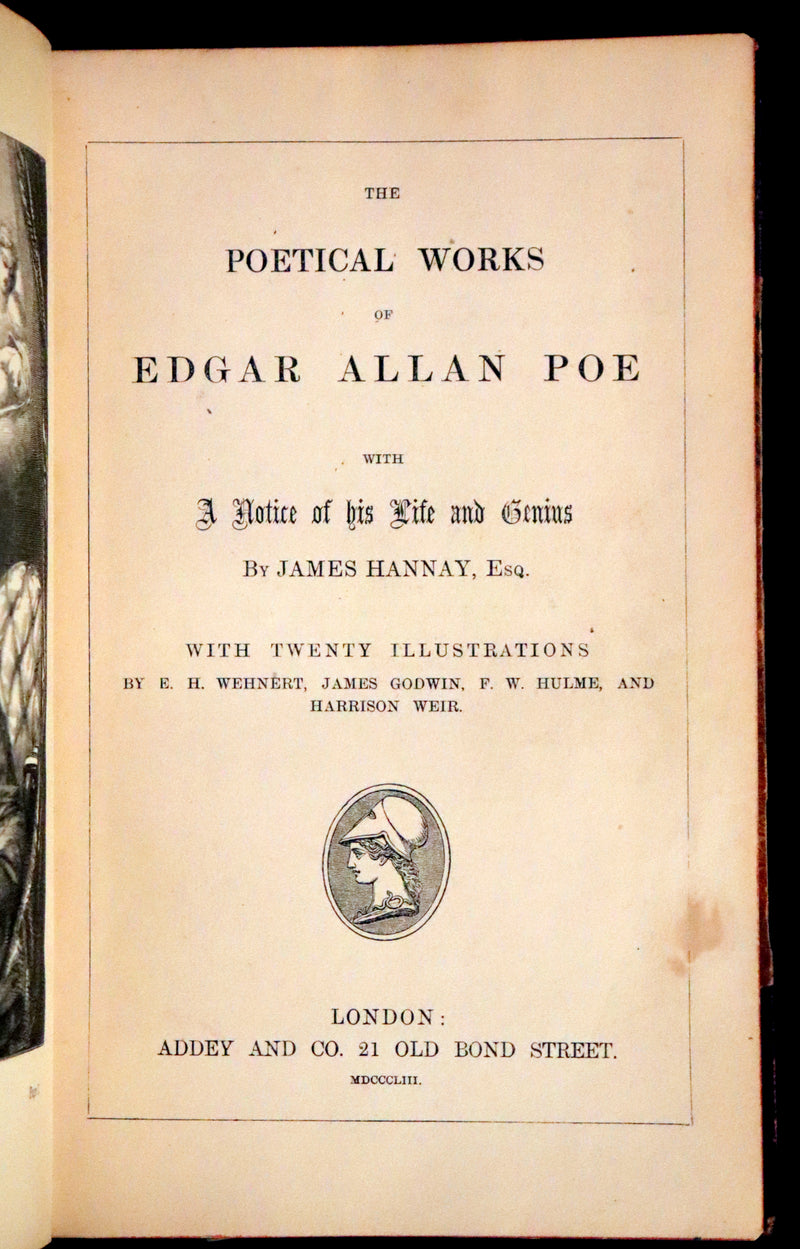 THE
POETICAL WORKS
OF
EDGAR ALLAN POE
WITH
A Notice of his Life and Genius
BY JAMES HANNAY, ESQ.
WITH TWENTY ILLUSTRATIONS
BY E. H. WEHNERT, JAMES GODWIN, F. W. HULME, AND
HARRISON WEIR.
LONDON:
ADDEY AND CO. 21 OLD BOND STREET.
MDCCCLIII.